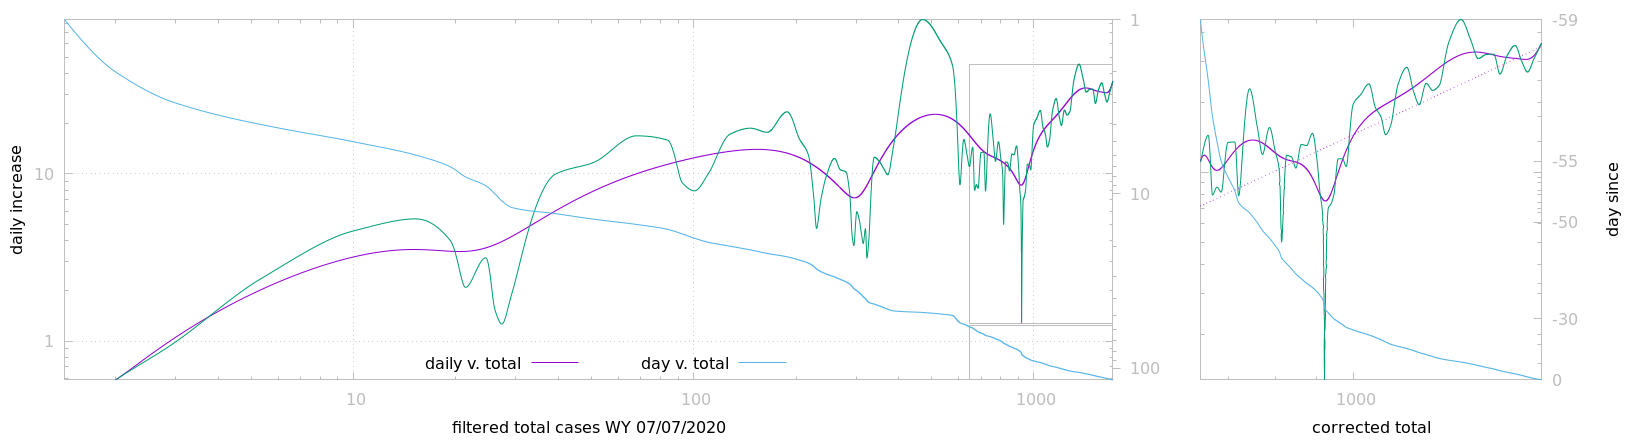 daily increase
10
1
daily v. total
day v. total
10
100
1000
filtered total cases WY 07/07/2020
1
10
100
1000
corrected total
-59
-55
-50
-30
0
day since